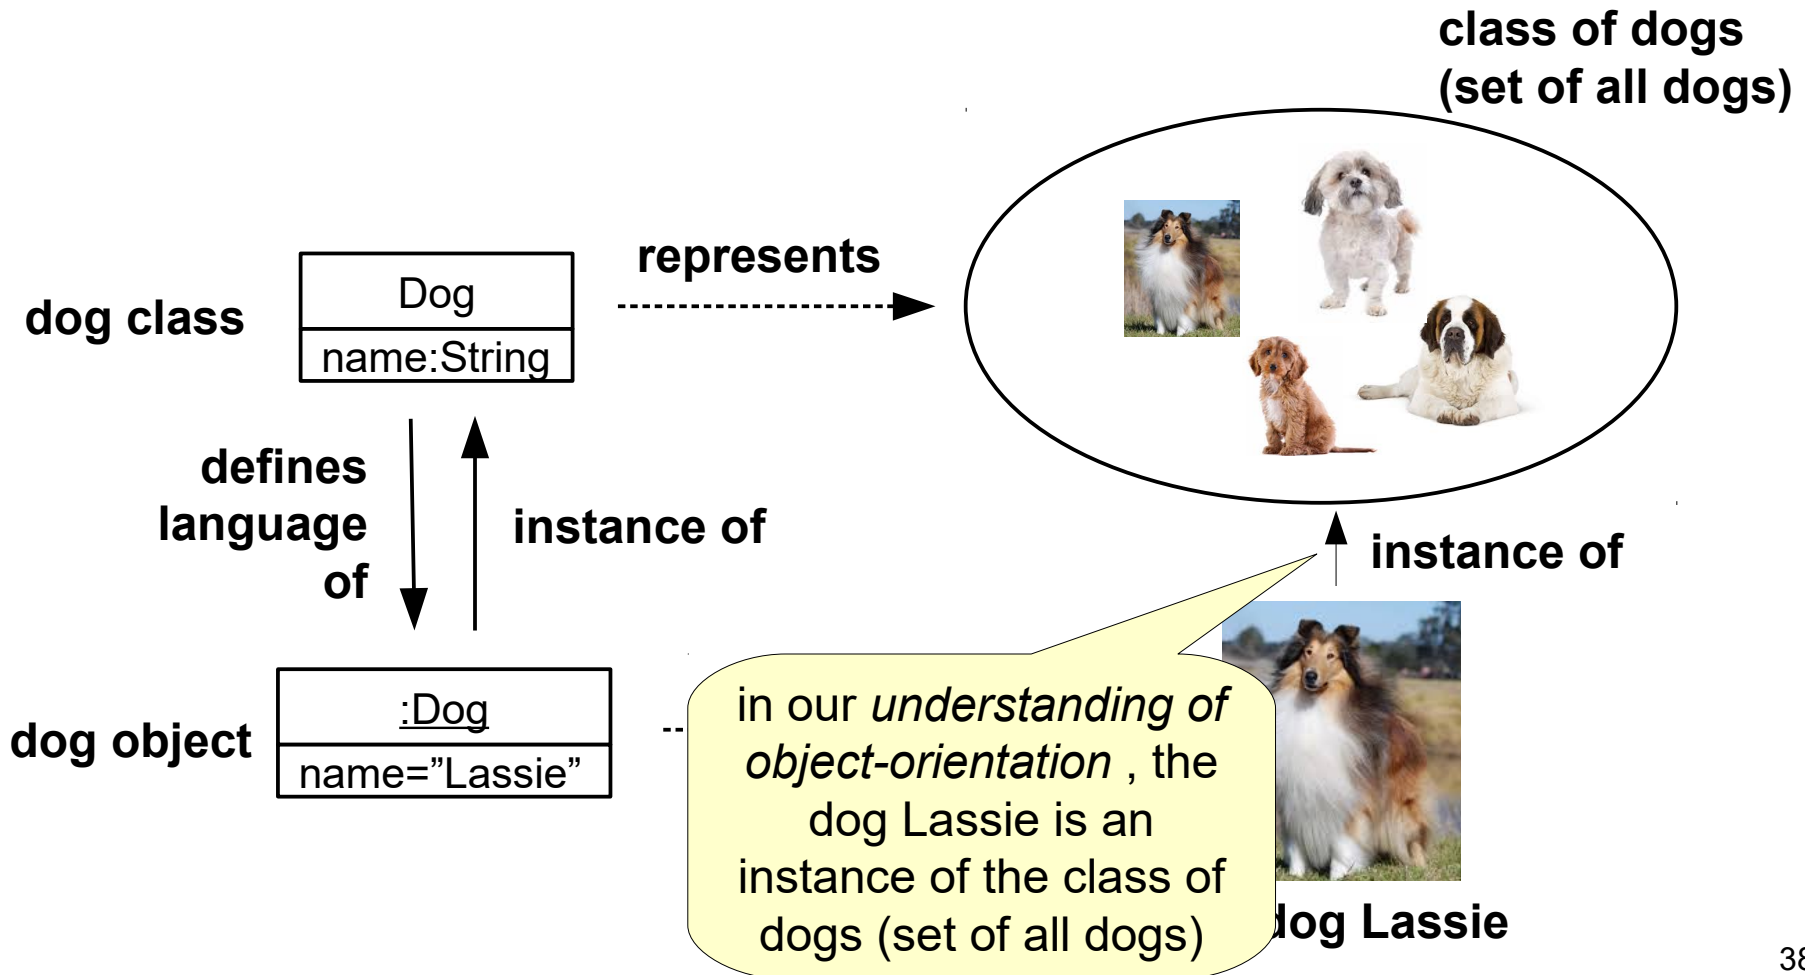 class of dogs
(set of all dogs)
represents
dog class
Dog
name:String
defines
language
of
instance of
instance of
dog object
:Dog
name=”Lassie”
in our understanding of
object-orientation , the
dog Lassie is an
instance of the class of
dogs (set of all dogs)
dog Lassie
38